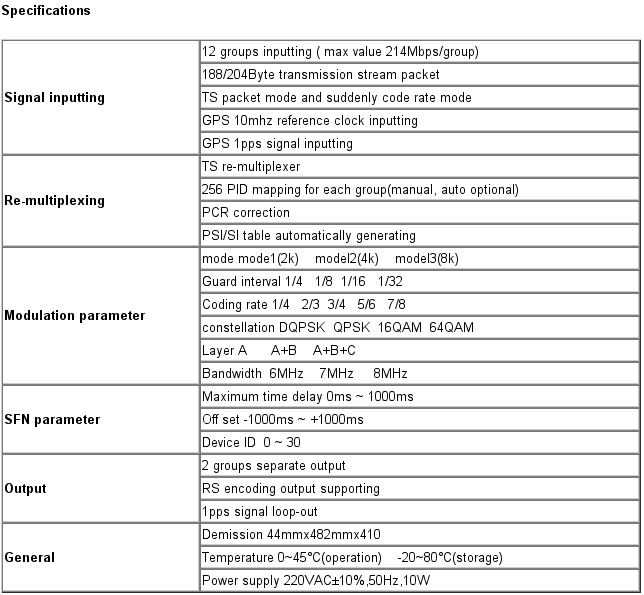 Specifications
Signal inputting
12 groups inputting ( max value 214Mbps/group)
188/204Byte transmission stream packet
TS packet mode and suddenly code rate mode
GPS 10mhz reference clock inputting
GPS 1pps signal inputting
Re-multiplexing
TS re-multiplexer
256 PID mapping for each group(manual, auto optional)
PCR correction
PSI/SI table automatically generating
Modulation parameter
mode mode1(2k) model2(4k) model3(8k)
Guard interval 1/4 1/8 1/16 1/32
Coding rate 1/4 2/3 3/4 5/6 7/8
constellation DQPSK QPSK 16QAM 64QAM
Layer A A+B A+B+C
Bandwidth 6MHz 7MHz 8MHz
SFN parameter
Maximum time delay 0ms ~ 1000ms
Off set -1000ms ~ +1000ms
Device ID 0 ~ 30
Output
2 groups separate output
RS encoding output supporting
1pps signal loop-out
General
Demission 44mmx482mmx410
Temperature 0~45°C(operation) -20~80°C(storage)
Power supply 220VAC±10%,50Hz,10W